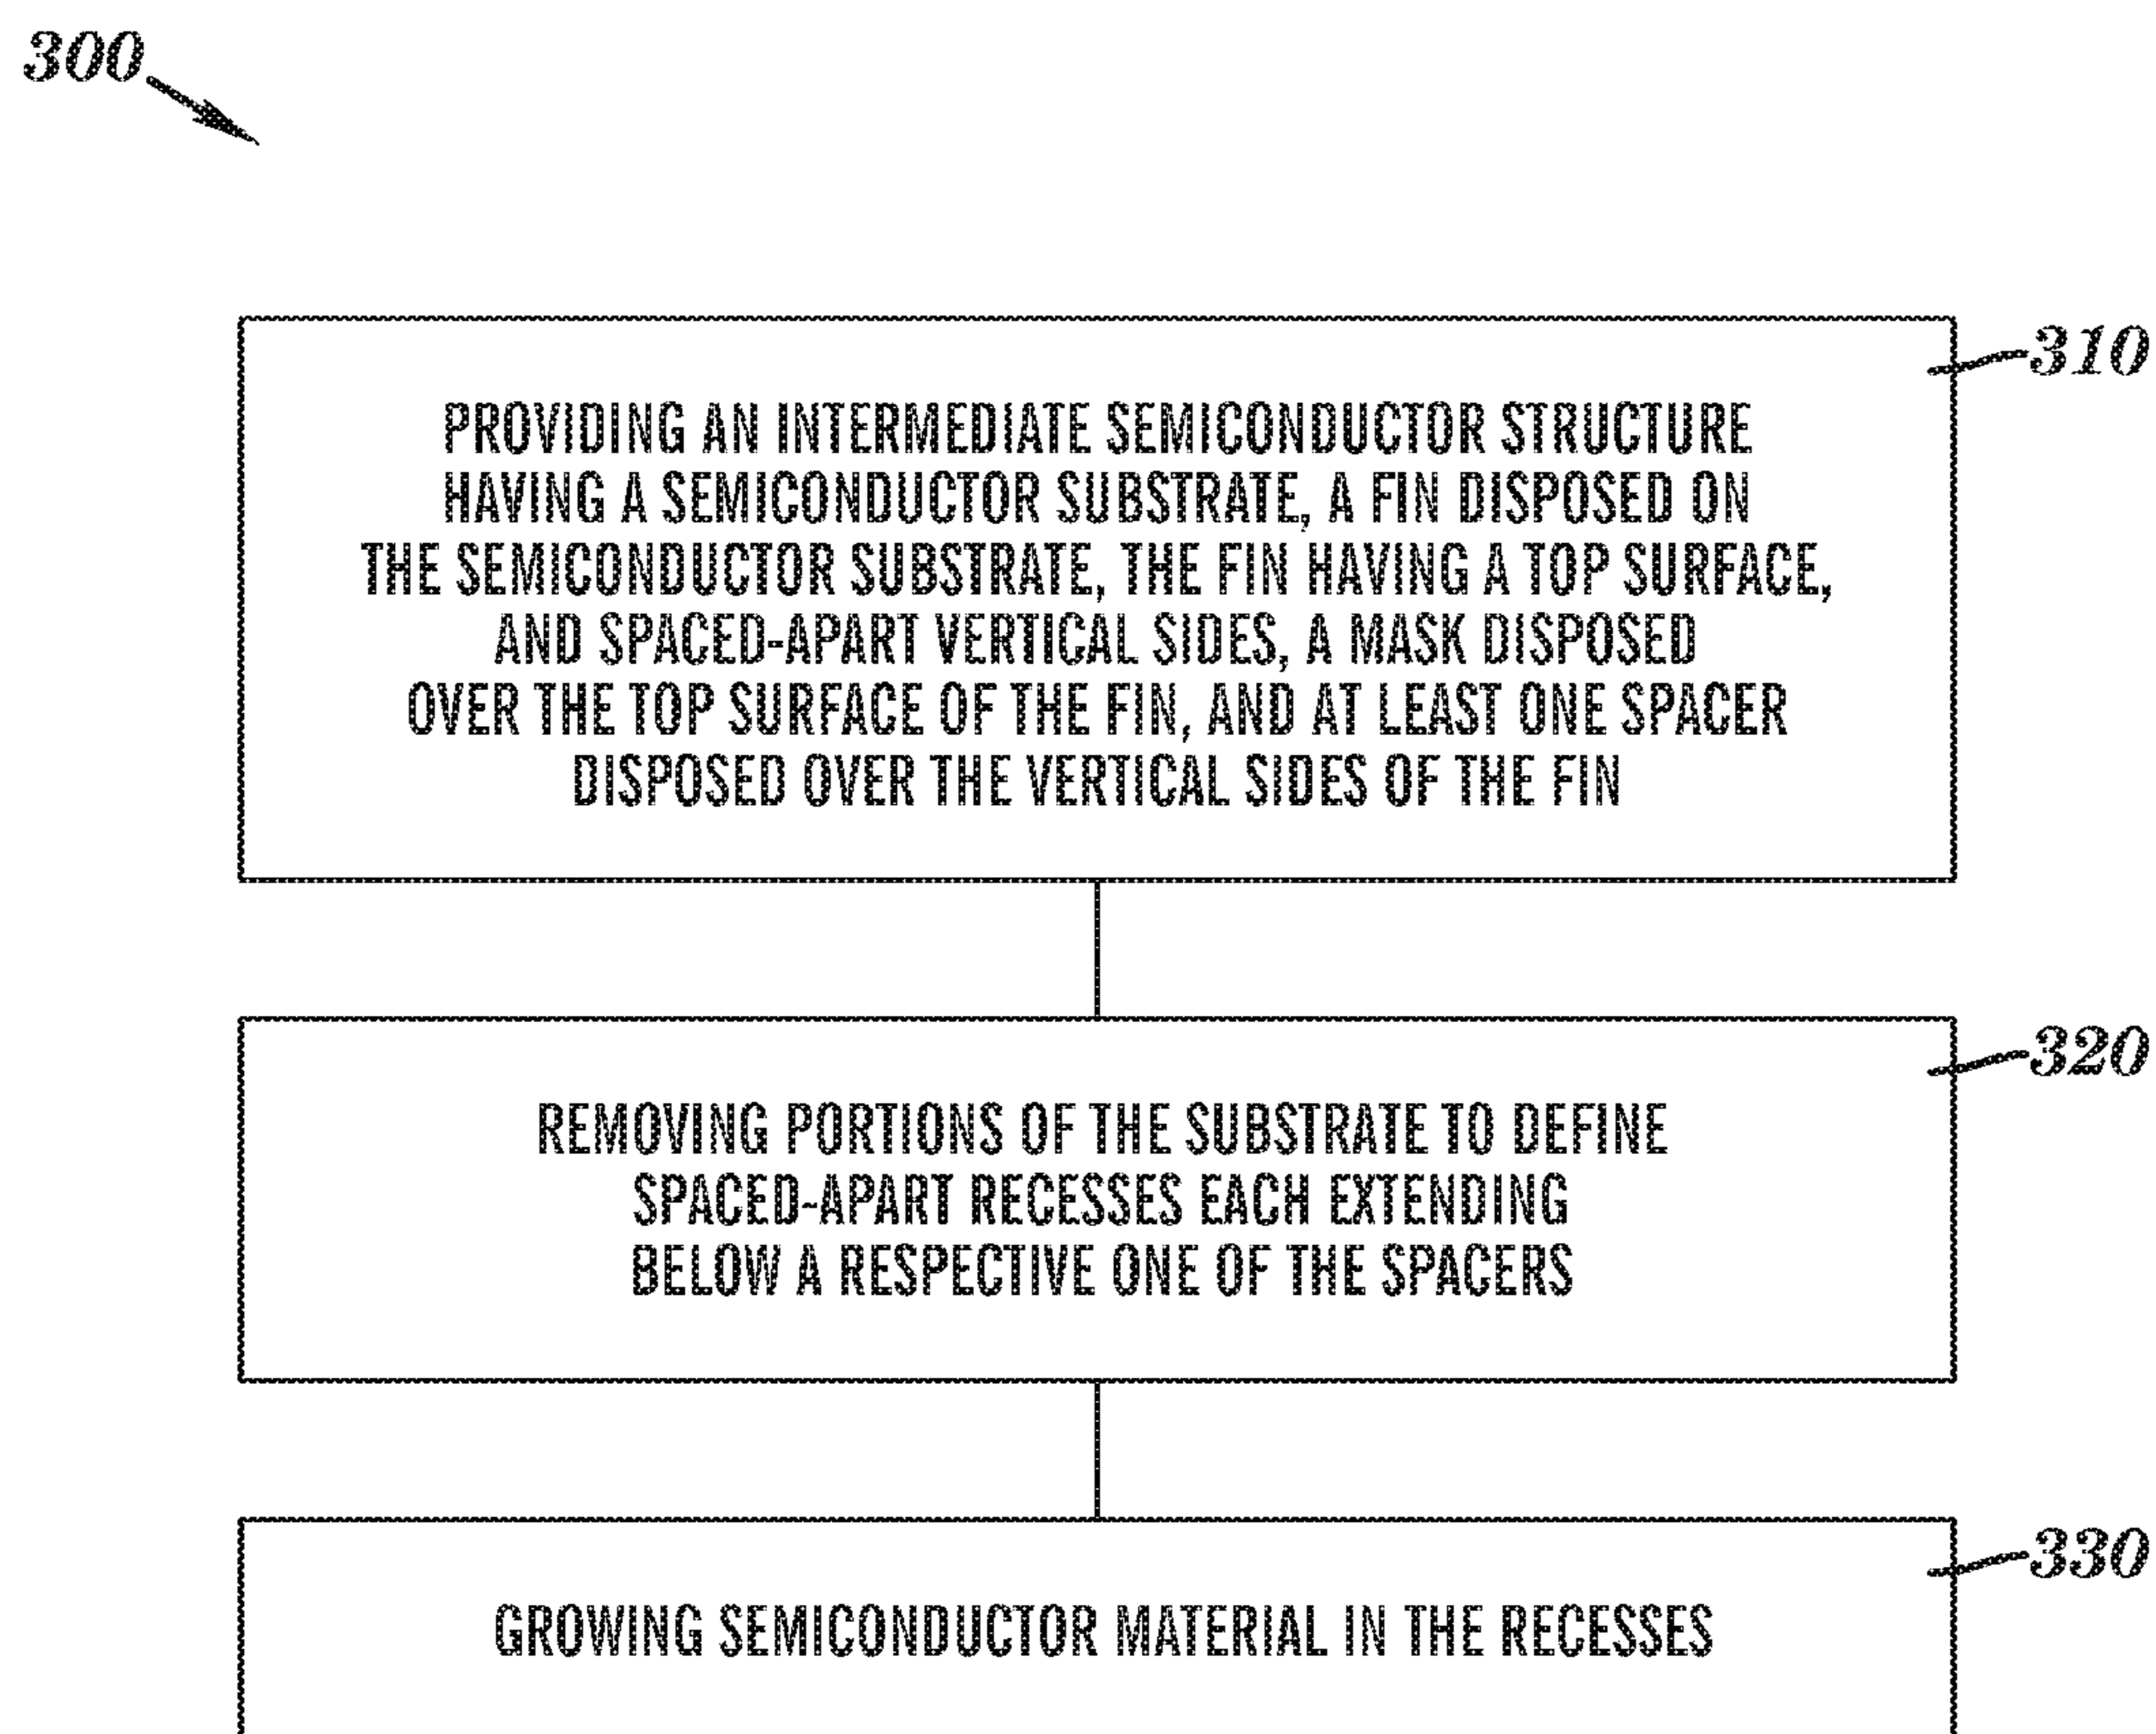 300
310
PROVIDING AN INTERMEDIATE SEMICONDUCTOR STRUCTURE
HAVING A SEMICONDUCTOR SUBSTRATE, A FIN DISPOSED ON
THE SEMICONDUCTOR SUBSTRATE, THE FIN HAVING A TOP SURFACE,
AND SPACED-APART VERTICAL SIDES, A MASK DISPOSED
OVER THE TOP SURFACE OF THE FIN, AND AT LEAST ONE SPACER
DISPOSED OVER THE VERTICAL SIDES OF THE FIN
320
REMOVING PORTIONS OF THE SUBSTRATE TO DEFINE
SPACED-APART RECESSES EACH EXTENDING
BELOW A RESPECTIVE ONE OF THE SPACERS
330
GROWING SEMICONDUCTOR MATERIAL IN THE RECESSES